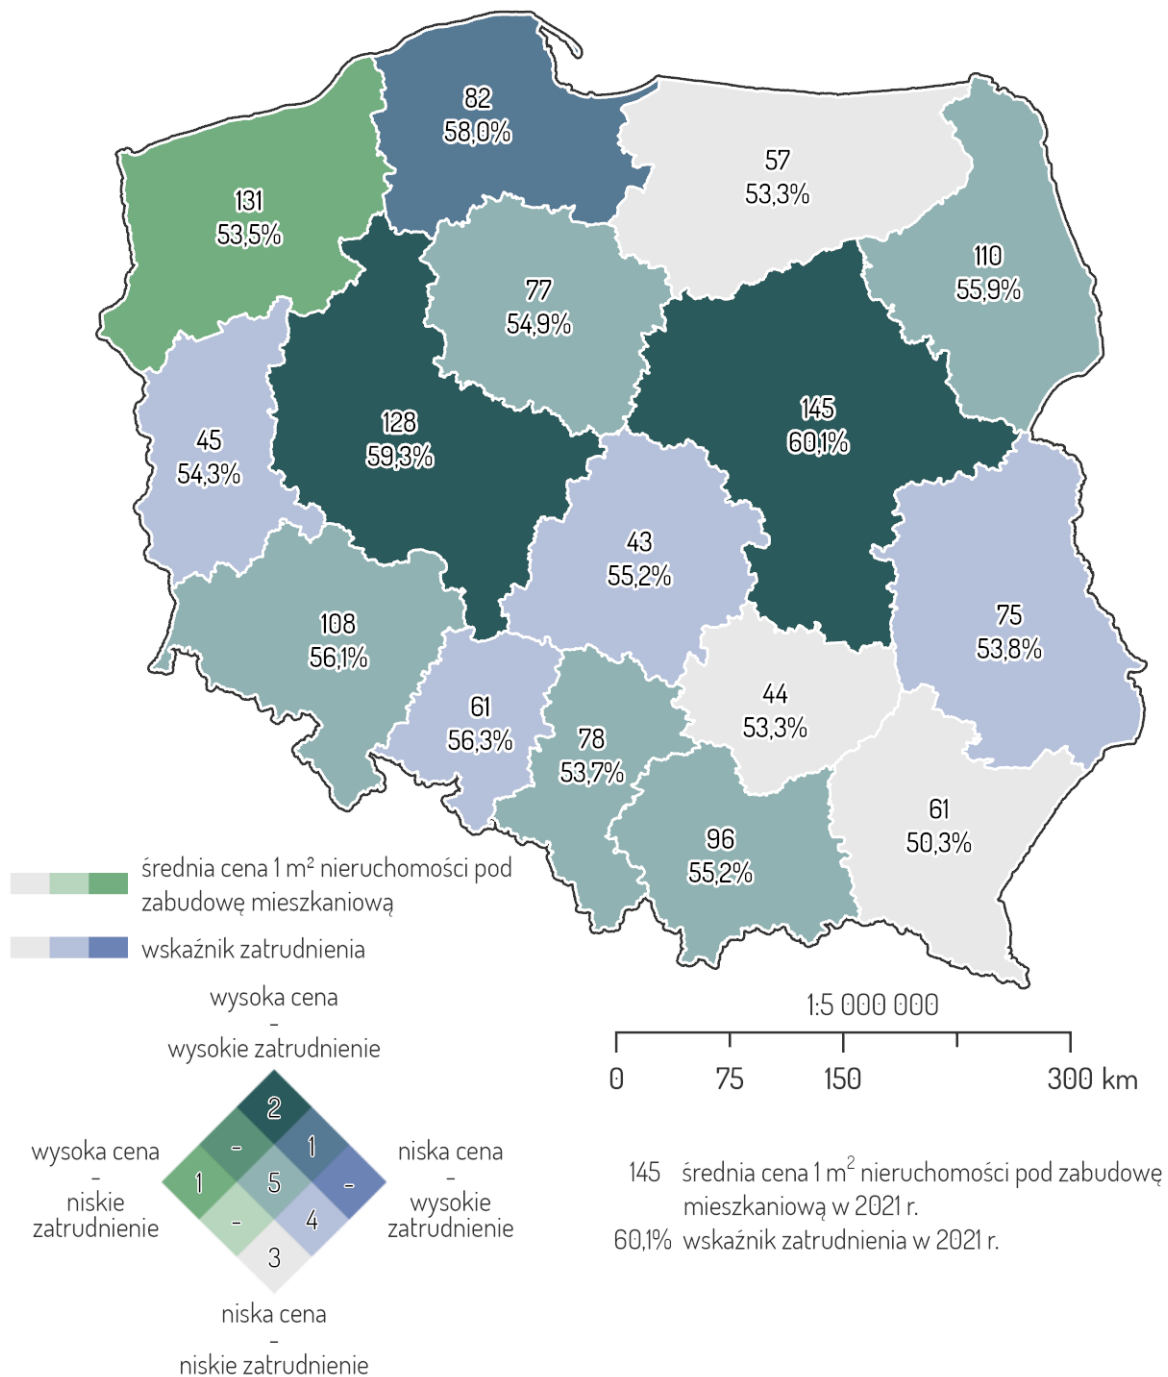 82
58,0%
57
53,3%
131
53,5%
110
55,9%
77
54,9%
128
59,3%
145
60,1%
45
54,3%
43
55,2%
108
56,1%
75
53,8%
61
56,3%
44
53,3%
78
53,7%
96
55,2%
61
50,3%
średnia cena 1 m² nieruchomości pod
zabudowę mieszkaniową
wskaźnik zatrudnienia
wysoka cena
-
wysokie zatrudnienie
2
- 1
1 5 -
- 4
3
wysoka cena
-
niskie
zatrudnienie
niska cena
-
wysokie
zatrudnienie
niska cena
-
niskie zatrudnienie
1:5 000 000
0 75 150 300 km
145 średnia cena 1 m² nieruchomości pod zabudowę
mieszkaniową w 2021 r.
60,1% wskaźnik zatrudnienia w 2021 r.